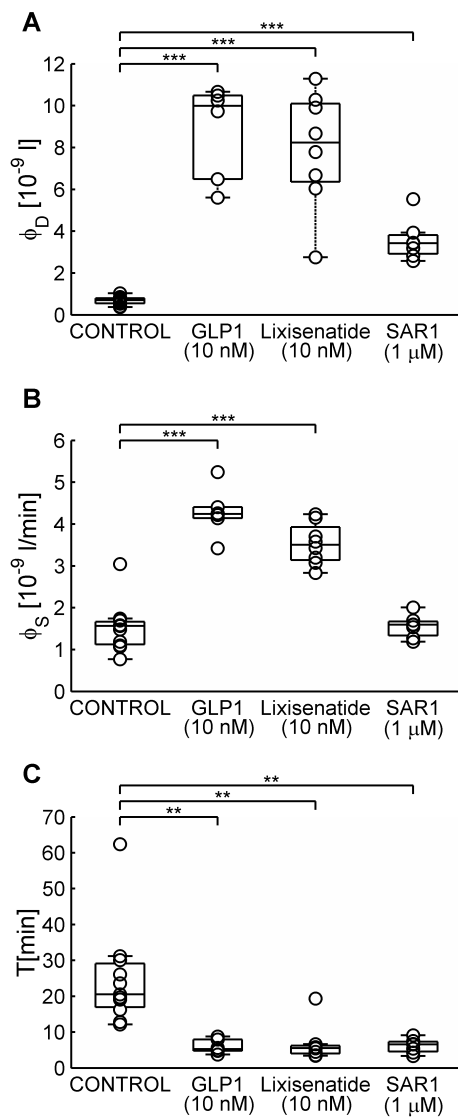 A
***
***
***
12
10
8
6
4
2
0
ϕD [10-9 l]
CONTROL GLP1 Lixisenatide SAR1
(10 nM) (10 nM) (1 μM)
B
***
***
6
5
4
3
2
1
0
ϕS [10-9 l/min]
CONTROL GLP1 Lixisenatide SAR1
(10 nM) (10 nM) (1 μM)
C
**
**
**
70
60
50
40
30
20
10
0
T[min]
CONTROL GLP1 Lixisenatide SAR1
(10 nM) (10 nM) (1 μM)